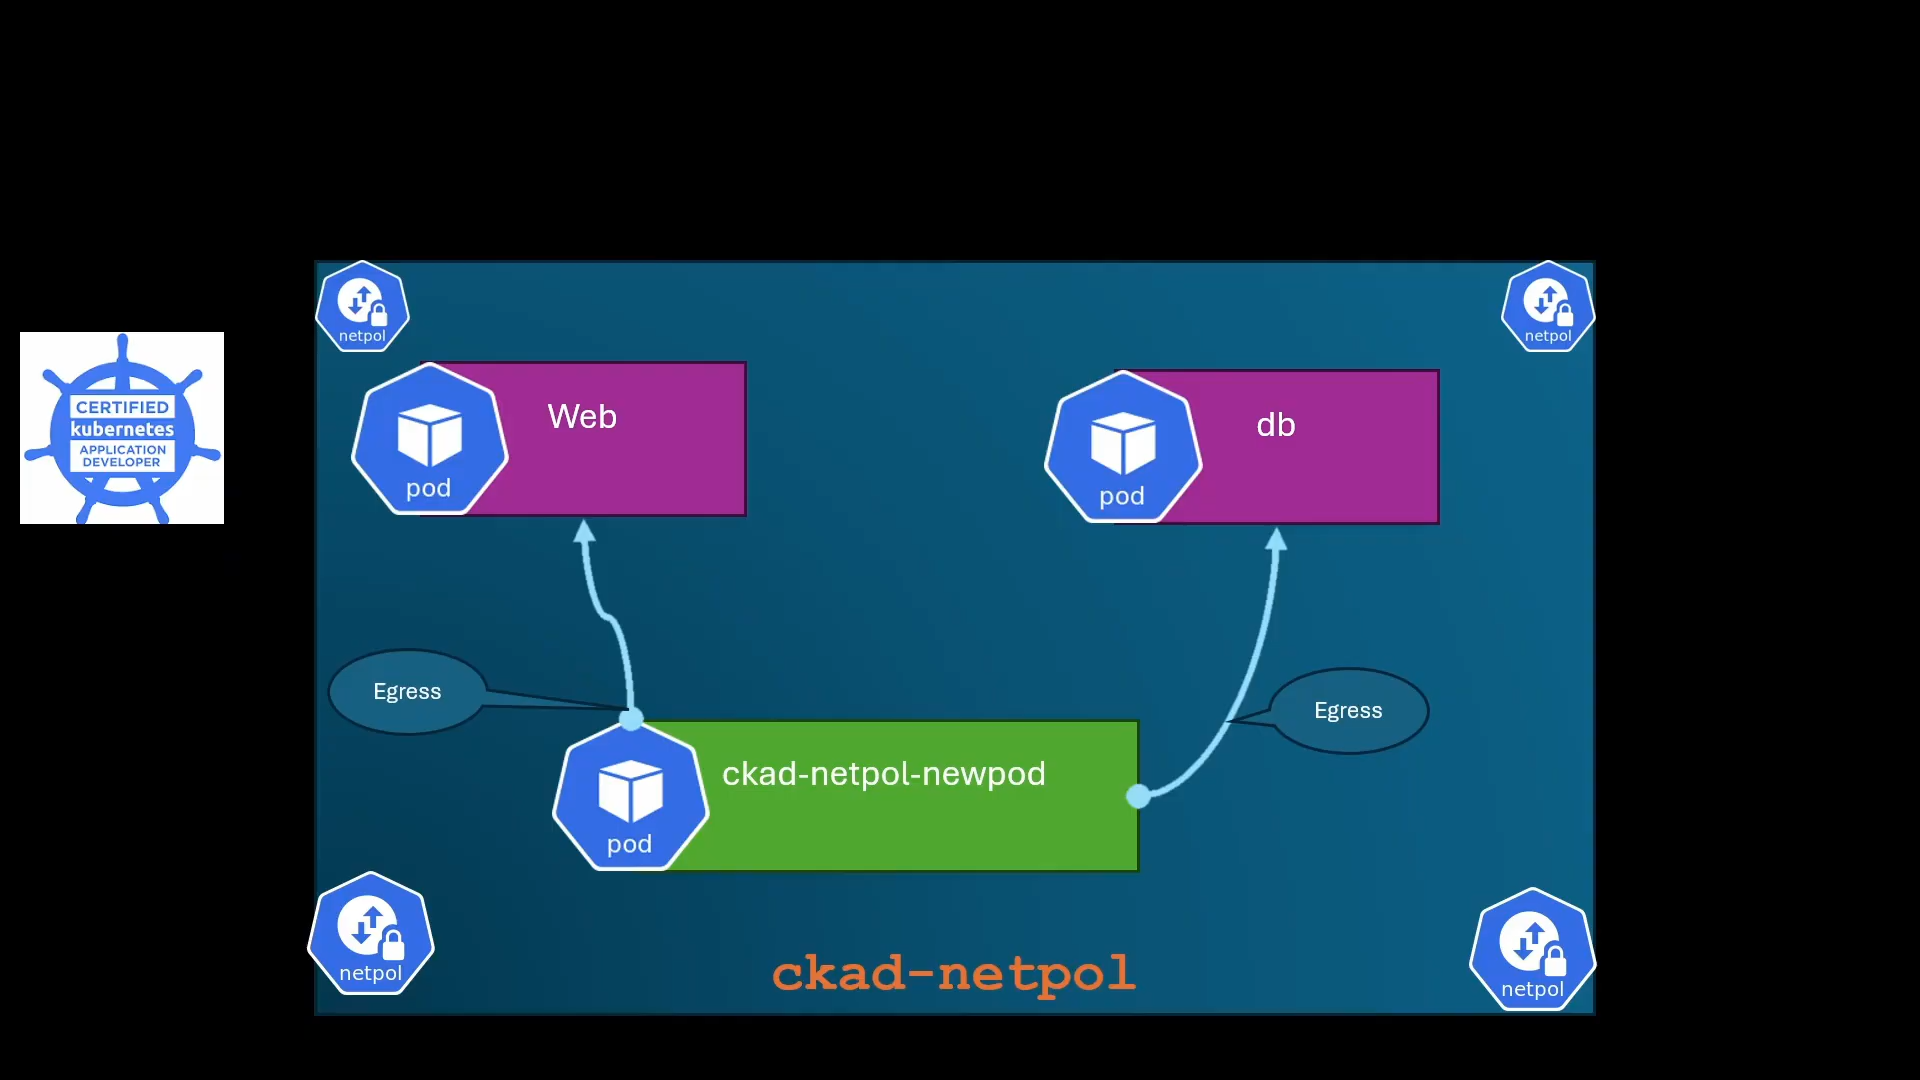 netpol
netpol
CERTIFIED
kubernetes
APPLICATION
DEVELOPER
Web
pod
db
pod
Egress
Egress
ckad-netpol-newpod
pod
netpol
ckad-netpol
netpol